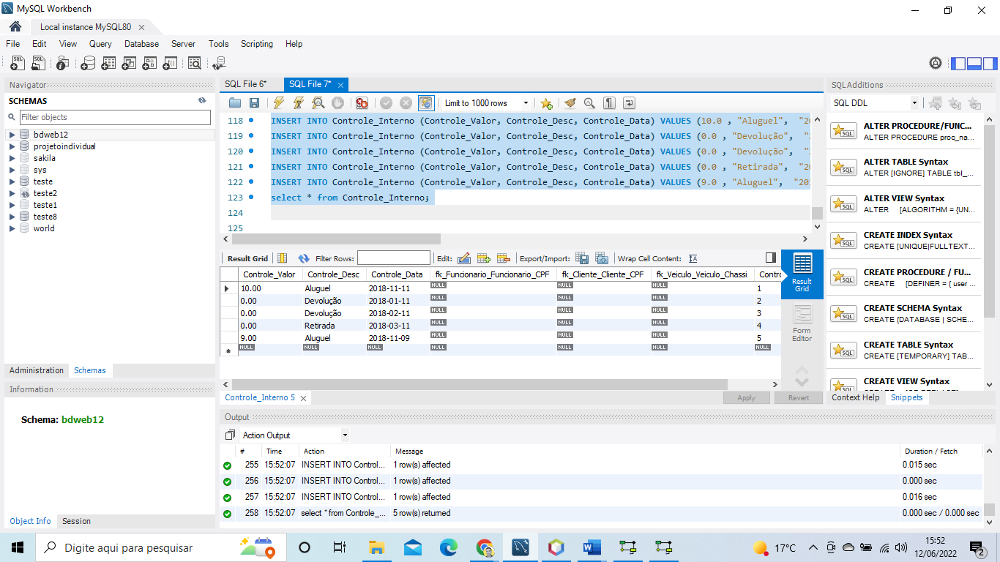 MySQL Workbench
Local instance MySQL80
File Edit View Query Database Server Tools Scripting Help
Navigator
SCHEMAS
Filter objects
bdweb12
projetoindividual
sakila
sys
teste
teste2
teste1
teste8
world
Administration Schemas
Information
Schema: bdweb12
Object Info Session
SQL File 6* SQL File 7*
Limit to 1000 rows
118 INSERT INTO Controle_Interno (Controle_Valor, Controle_Desc, Controle_Data) VALUES (10.0 , "Aluguel", "20
119 INSERT INTO Controle_Interno (Controle_Valor, Controle_Desc, Controle_Data) VALUES (0.0 , "Devolução", "
120 INSERT INTO Controle_Interno (Controle_Valor, Controle_Desc, Controle_Data) VALUES (0.0 , "Devolução", "
121 INSERT INTO Controle_Interno (Controle_Valor, Controle_Desc, Controle_Data) VALUES (0.0 , "Retirada", "20
122 INSERT INTO Controle_Interno (Controle_Valor, Controle_Desc, Controle_Data) VALUES (9.0 , "Aluguel", "20
123 select * from Controle_Interno;
124
125
Result Grid Filter Rows: Edit: Export/Import: Wrap Cell Content: IA
Controle_Valor Controle_Desc Controle_Data fk_Funcionario_Funcionario_CPF fk_Cliente_Cliente_CPF fk_Veiculo_Veiculo_Chassi Contro
10.00 Aluguel 2018-11-11 NULL NULL NULL 1
0.00 Devolução 2018-01-11 NULL NULL NULL 2
0.00 Devolução 2018-02-11 NULL NULL NULL 3
0.00 Retirada 2018-03-11 NULL NULL NULL 4
9.00 Aluguel 2018-11-09 NULL NULL NULL 5
NULL NULL NULL NULL NULL NULL NULL
Result
Grid
Form
Editor
Controle_Interno 5 Apply Revert
Output
Action Output
# Time Action Message Duration / Fetch
255 15:52:07 INSERT INTO Control... 1 row(s) affected 0.015 sec
256 15:52:07 INSERT INTO Control... 1 row(s) affected 0.000 sec
257 15:52:07 INSERT INTO Control... 1 row(s) affected 0.016 sec
258 15:52:07 select * from Controle_... 5 row(s) returned 0.000 sec / 0.000 sec
SQLAdditions
SQL DDL
SQL
ALTER PROCEDURE/FUNC...
ALTER PROCEDURE proc_na...
SQL
ALTER TABLE Syntax
ALTER [IGNORE] TABLE tbl_...
SQL
ALTER VIEW Syntax
ALTER [ALGORITHM = {UN...
SQL
CREATE INDEX Syntax
CREATE [UNIQUE|FULLTEXT...
SQL
CREATE PROCEDURE / FU...
CREATE [DEFINER = { user ...
SQL
CREATE SCHEMA Syntax
CREATE {DATABASE | SCHE...
SQL
CREATE TABLE Syntax
CREATE [TEMPORARY] TAB...
SQL
CREATE VIEW Syntax
Context Help Snippets
Digite aqui para pesquisar
17°C
15:52
12/06/2022
2